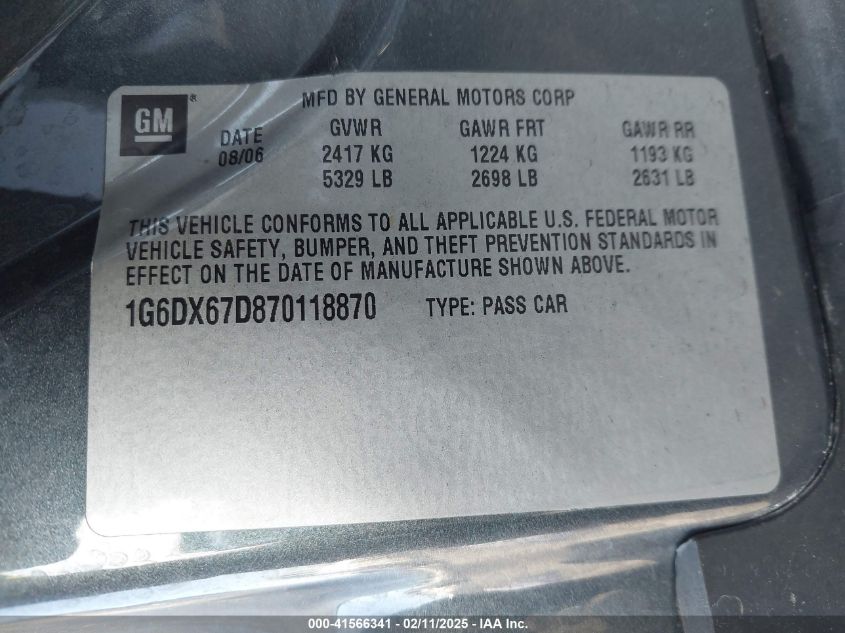 MFD BY GENERAL MOTORS CORP
GM ®
DATE GVWR GAWR FRT GAWR RR
08/06 2417 KG 1224 KG 1193 KG
5329 LB 2698 LB 2631 LB
THIS VEHICLE CONFORMS TO ALL APPLICABLE U.S. FEDERAL MOTOR
VEHICLE SAFETY, BUMPER, AND THEFT PREVENTION STANDARDS IN
EFFECT ON THE DATE OF MANUFACTURE SHOWN ABOVE.
1G6DX67D870118870 TYPE: PASS CAR
000-41566341 - 02/11/2025 - IAAI Inc.